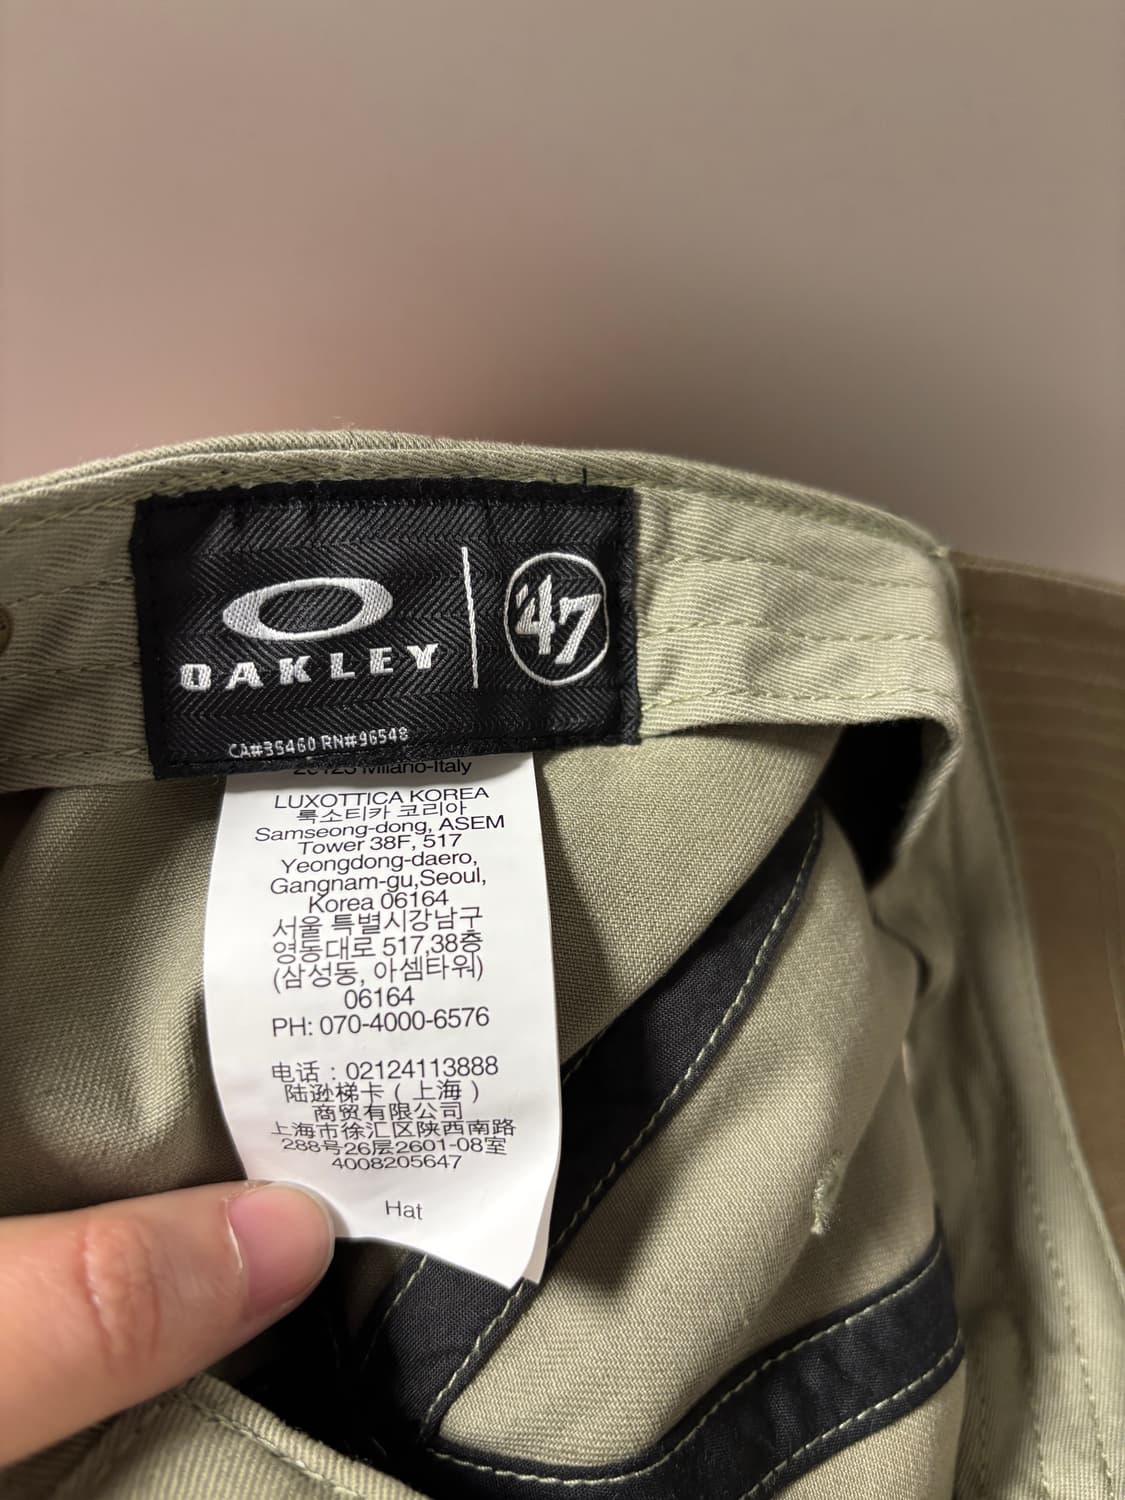 OAKLEY
'47
CA#35460 RN#96548
20123 Milano-Italy
LUXOTTICA KOREA
룩소티카 코리아
Samseong-dong, ASEM
Tower 38F, 517
Yeongdong-daero,
Gangnam-gu,Seoul,
Korea 06164
서울 특별시강남구
영동대로 517,38층
(삼성동, 아셈타워)
06164
PH: 070-4000-6576
电话：02124113888
陆逊梯卡（上海）
商贸有限公司
上海市徐汇区陕西南路
288号26层2601-08室
4008205647
Hat